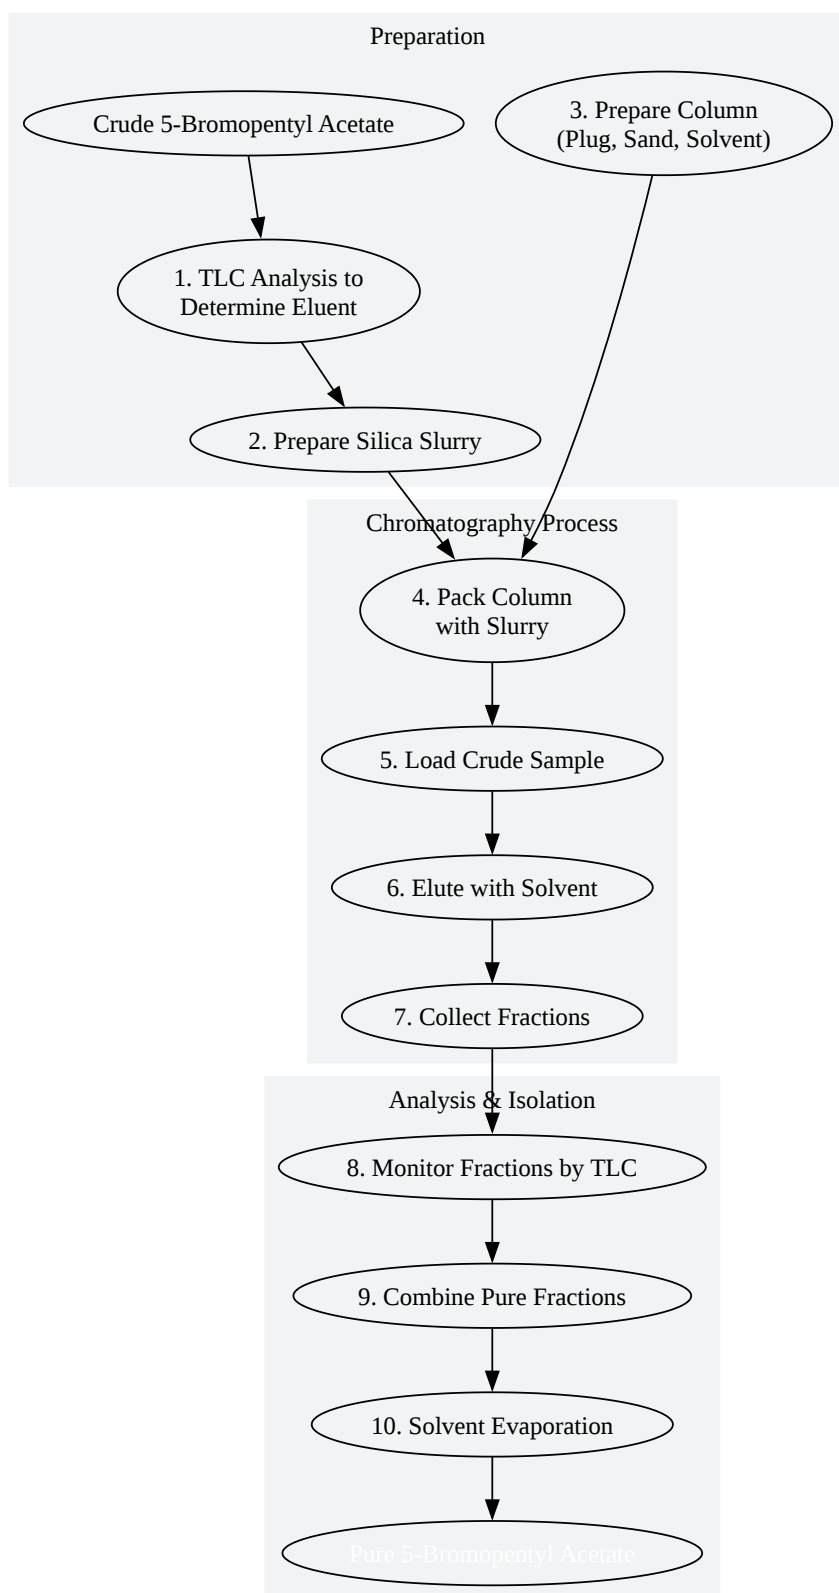 Preparation
Crude 5-Bromopentyl Acetate
3. Prepare Column
(Plug, Sand, Solvent)
1. TLC Analysis to
Determine Eluent
2. Prepare Silica Slurry
Chromatography Process
4. Pack Column
with Slurry
5. Load Crude Sample
6. Elute with Solvent
7. Collect Fractions
Analysis & Isolation
8. Monitor Fractions by TLC
9. Combine Pure Fractions
10. Solvent Evaporation
Pure 5-Bromopentyl Acetate